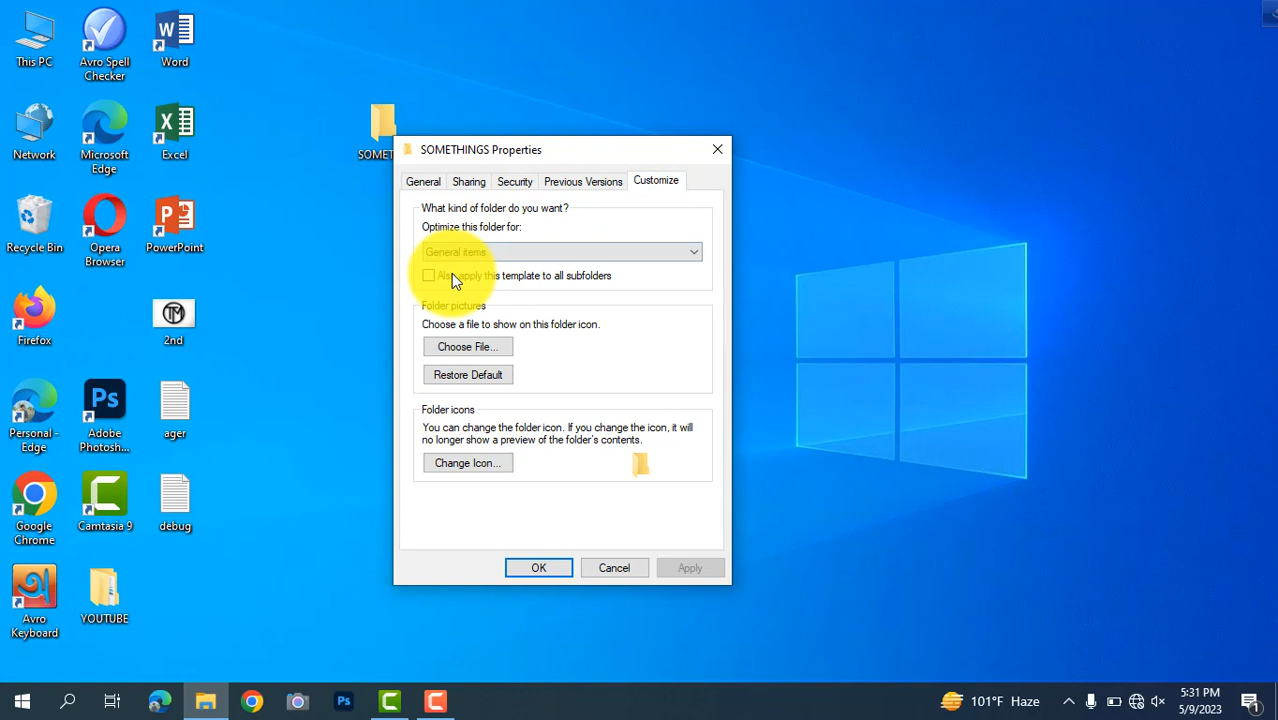 This PC
Avro Spell
Checker
Word
Network
Microsoft
Edge
Excel
Recycle Bin
Opera
Browser
PowerPoint
Firefox
TM
2nd
Personal -
Edge
Adobe
Photosh...
ager
Google
Chrome
Camtasia 9
debug
Avro
Keyboard
YOUTUBE
SOMETHINGS Properties
General
Sharing
Security
Previous Versions
Customize
What kind of folder do you want?
Optimize this folder for:
General items
Also apply this template to all subfolders
Folder pictures
Choose a file to show on this folder icon.
Choose File...
Restore Default
Folder icons
You can change the folder icon. If you change the icon, it will
no longer show a preview of the folder's contents.
Change Icon...
OK
Cancel
Apply
101°F Haze
5:31 PM
5/9/2023
1